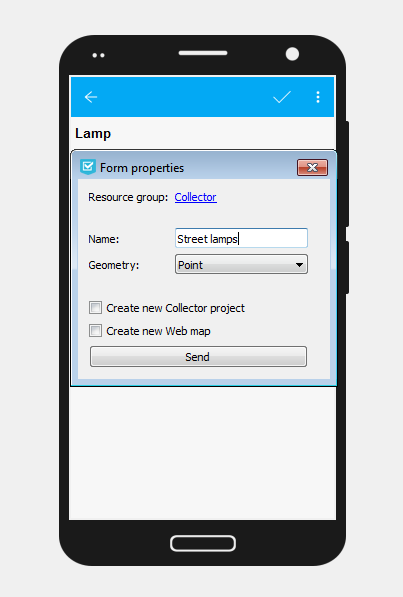 Lamp
Form properties
Resource group: Collector
Name: Street lamps
Geometry: Point
Create new Collector project
Create new Web map
Send